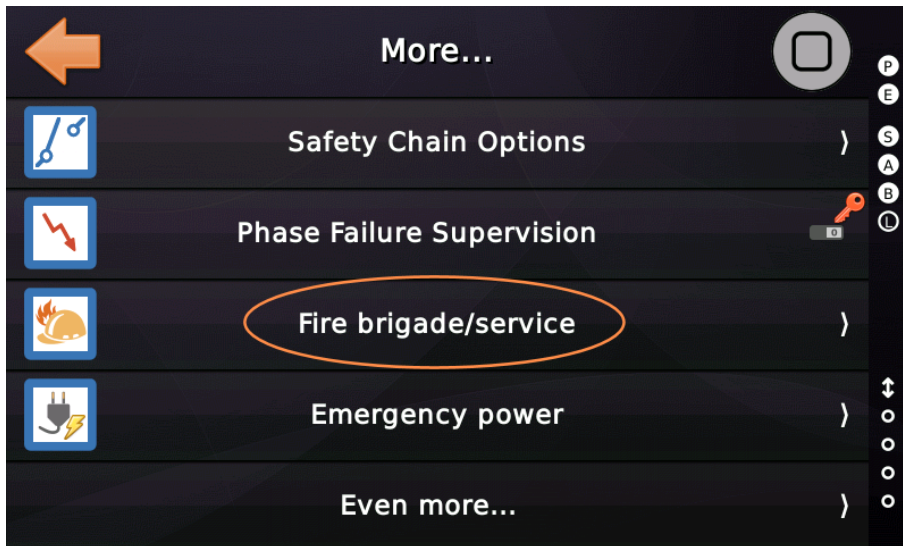 More...
P
E
Safety Chain Options
S
A
B
Phase Failure Supervision
0
L
Fire brigade/service
Emergency power
Even more...